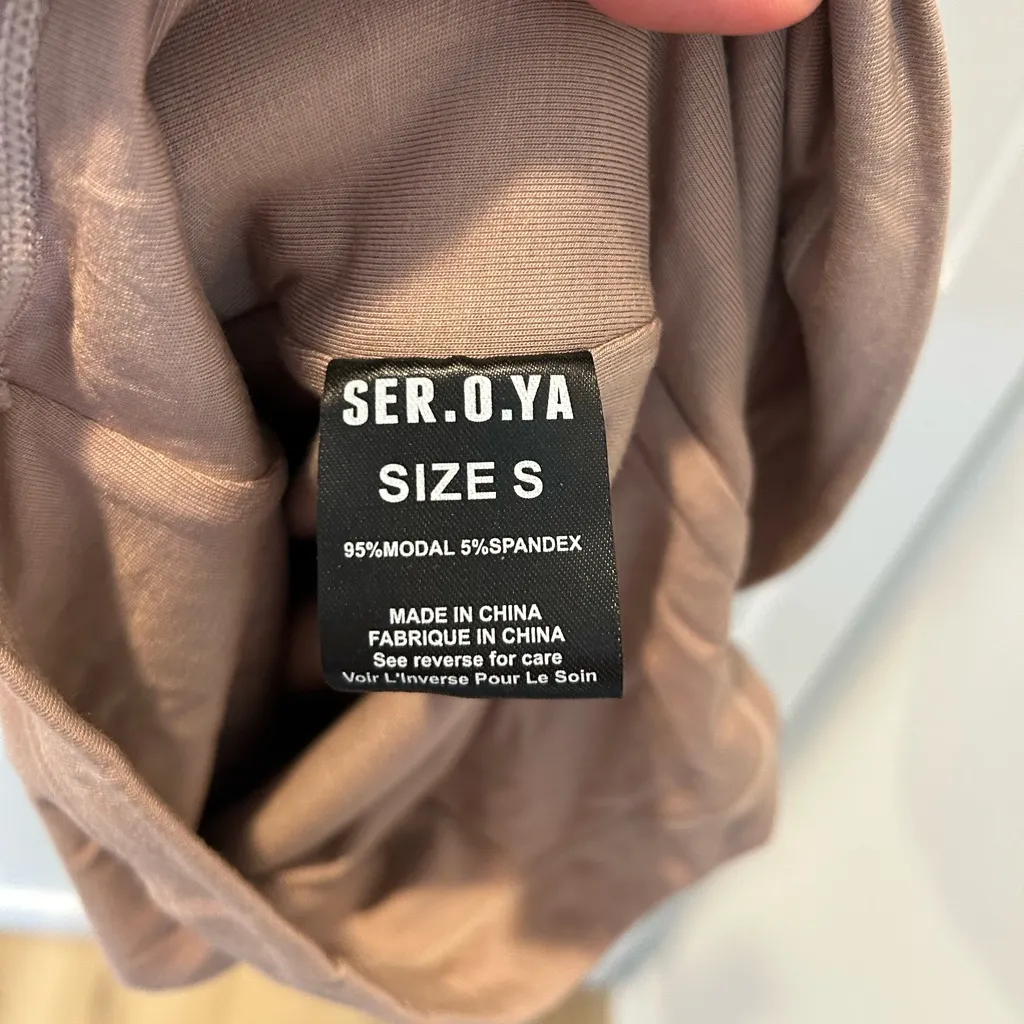 SER.O.YA
SIZE S
95%MODAL 5%SPANDEX
MADE IN CHINA
FABRIQUE IN CHINA
See reverse for care
Voir L'Inverse Pour Le Soin